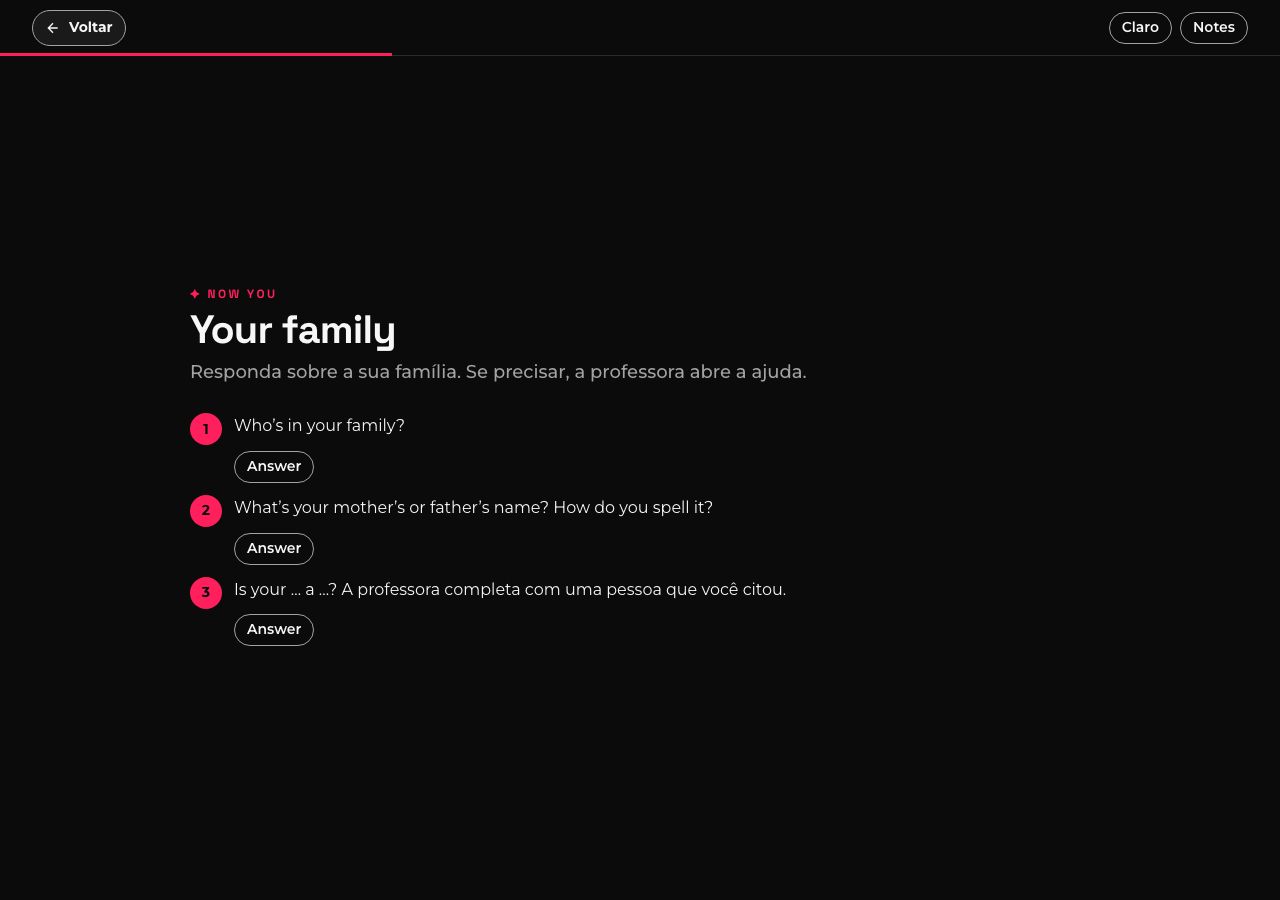 ← Voltar
Claro
Notes
✦ NOW YOU
Your family
Responda sobre a sua família. Se precisar, a professora abre a ajuda.
1 Who’s in your family?
Answer
2 What’s your mother’s or father’s name? How do you spell it?
Answer
3 Is your … a …? A professora completa com uma pessoa que você citou.
Answer